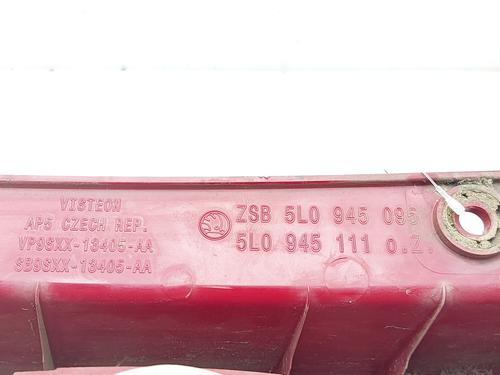 VISTEON
AP5 CZECH REP.
VP9SXX-13405-AA
SB9SXX-13405-AA
ZSB 5L0 945 095
5L0 945 111 o.Z.